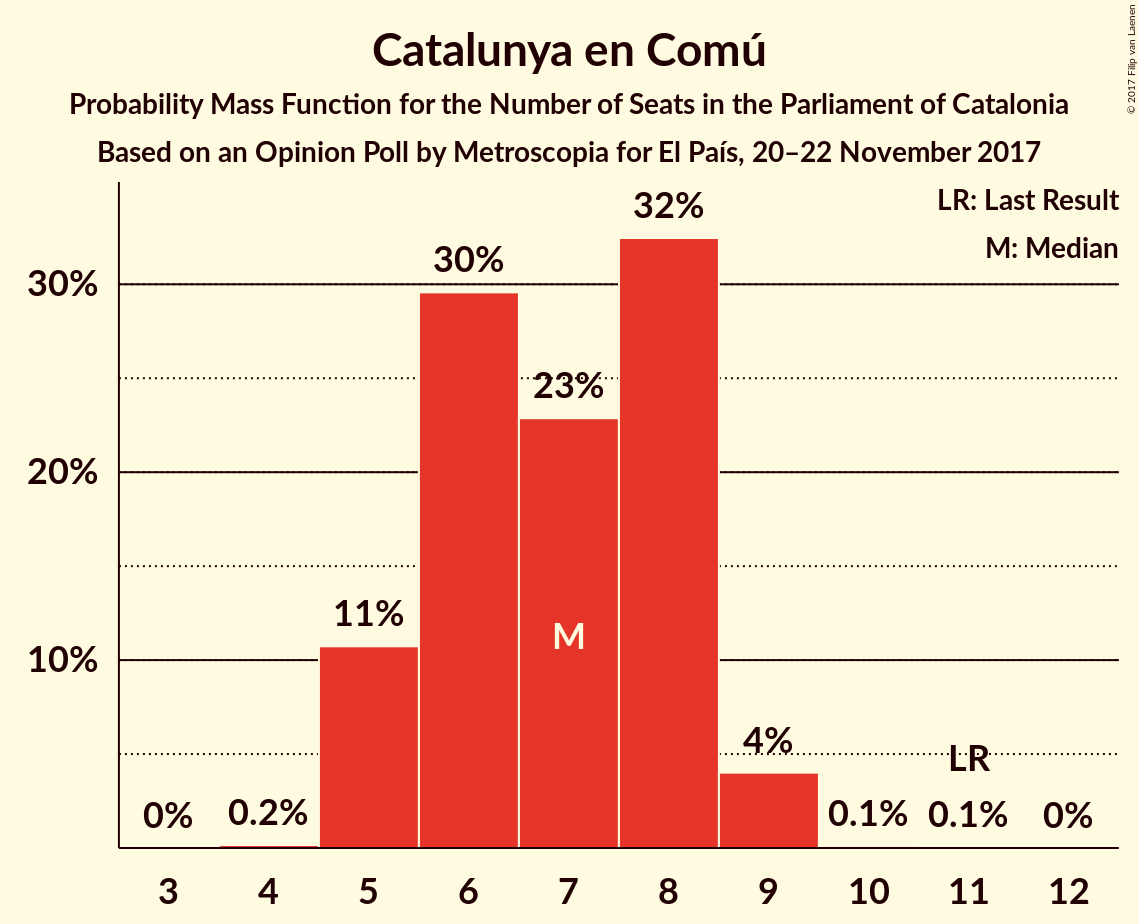 Catalunya en Comú
Probability Mass Function for the Number of Seats in the Parliament of Catalonia
Based on an Opinion Poll by Metroscopia for El País, 20–22 November 2017
© 2017 Filip van Laenen
LR: Last Result
M: Median
30%
20%
10%
0%
0.2%
11%
30%
23%
32%
4%
0.1%
0.1%
0%
M
LR
3 4 5 6 7 8 9 10 11 12